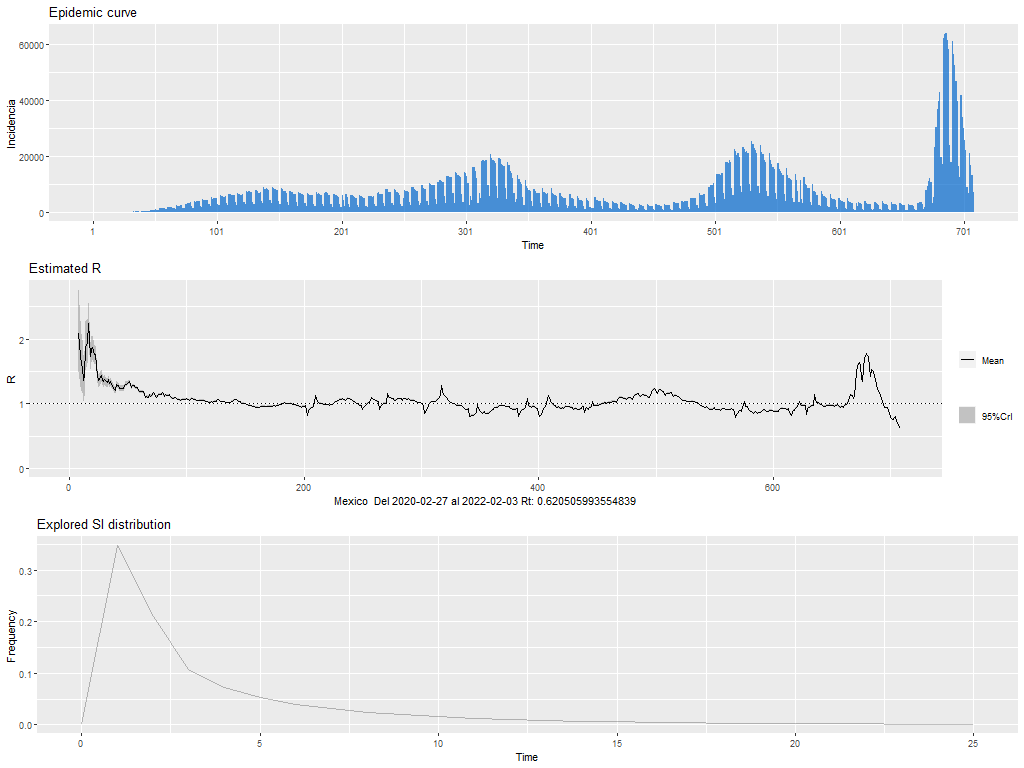 Epidemic curve
60000
40000
20000
0
Incidencia
1 101 201 301 401 501 601 701
Time
Estimated R
2
1
0
R
0 200 400 600
Mexico Del 2020-02-27 al 2022-02-03 Rt: 0.620505993554839
Mean
95%CrI
Explored SI distribution
0.3
0.2
0.1
0.0
Frequency
0 5 10 15 20 25
Time